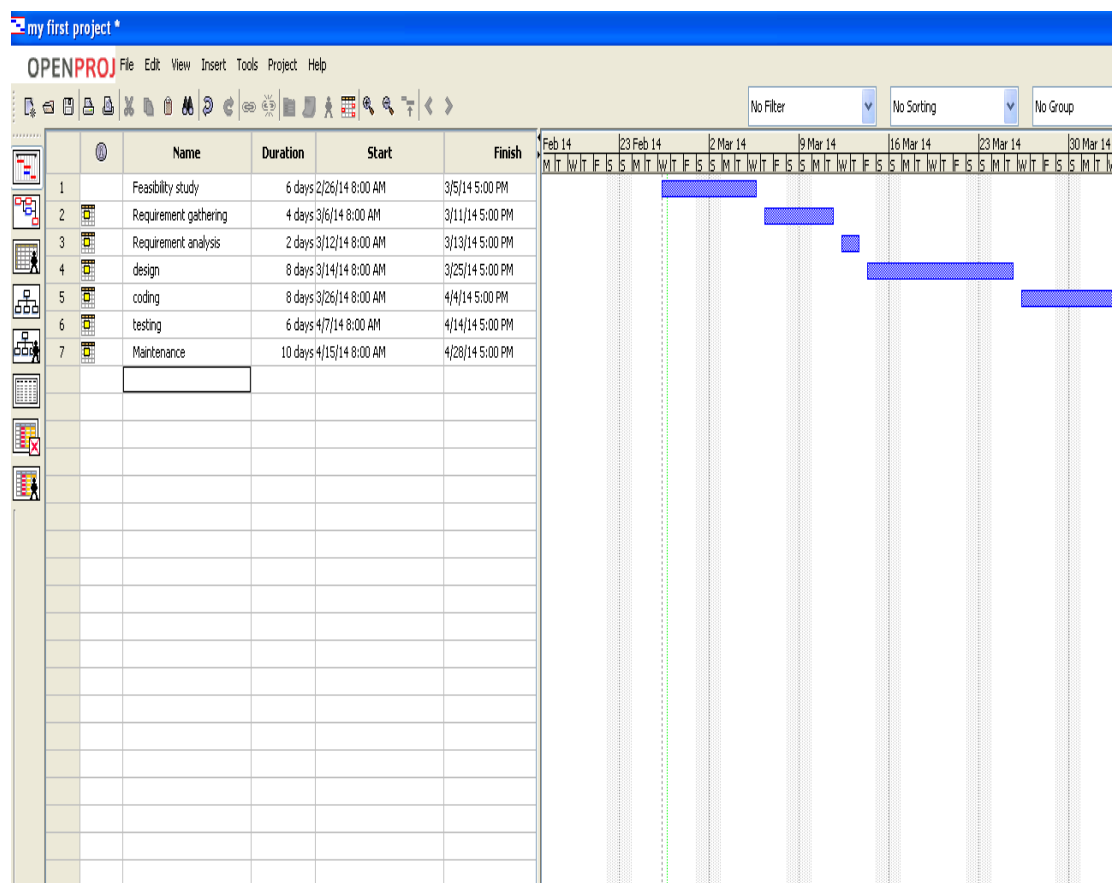 my first project *
OPENPROJ File Edit View Insert Tools Project Help
No Filter No Sorting No Group
Name Duration Start Finish
Feb 14 23 Feb 14 2 Mar 14 9 Mar 14 16 Mar 14 23 Mar 14 30 Mar 14
M T W T F S S M T W T F S S M T W T F S S M T W T F S S M T W T F S S M T W T F S S M T W
1 Feasibility study 6 days 2/26/14 8:00 AM 3/5/14 5:00 PM
2 Requirement gathering 4 days 3/6/14 8:00 AM 3/11/14 5:00 PM
3 Requirement analysis 2 days 3/12/14 8:00 AM 3/13/14 5:00 PM
4 design 8 days 3/14/14 8:00 AM 3/25/14 5:00 PM
5 coding 8 days 3/26/14 8:00 AM 4/4/14 5:00 PM
6 testing 6 days 4/7/14 8:00 AM 4/14/14 5:00 PM
7 Maintenance 10 days 4/15/14 8:00 AM 4/28/14 5:00 PM